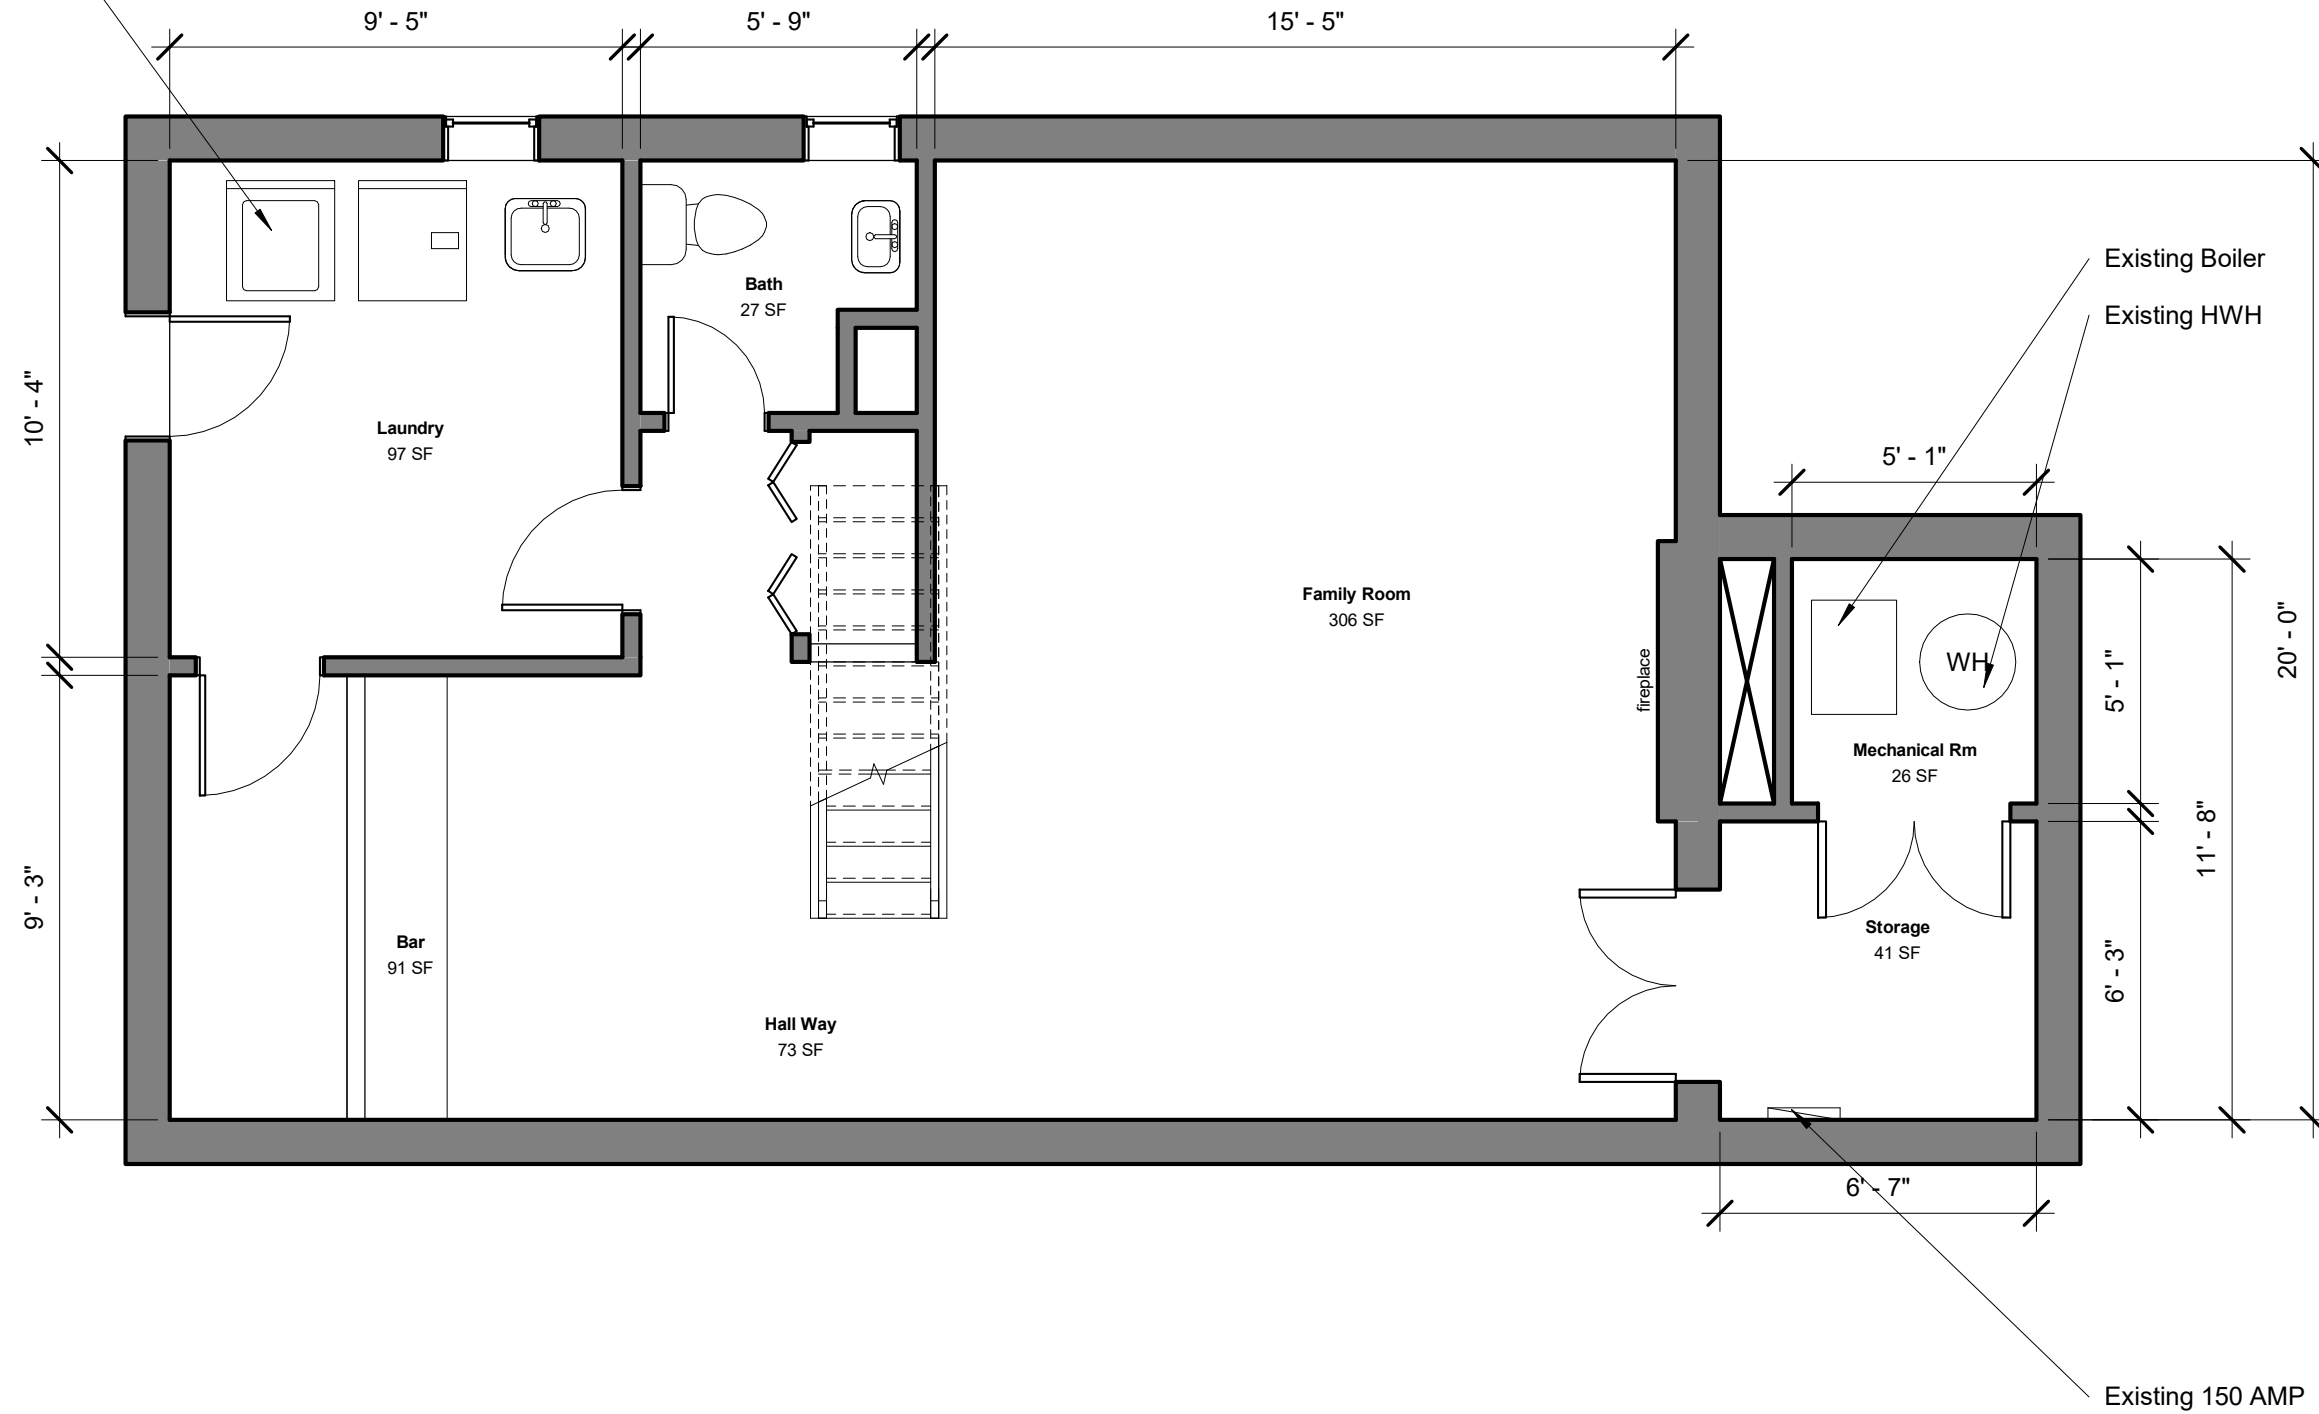 9' - 5"
5' - 9"
15' - 5"
Existing Boiler
Existing HWH
Bath
27 SF
10' - 4"
Laundry
97 SF
5' - 1"
Family Room
306 SF
fireplace
WH
5' - 1"
20' - 0"
Mechanical Rm
26 SF
11' - 8"
9' - 3"
Bar
91 SF
Storage
41 SF
6' - 3"
Hall Way
73 SF
6' - 7"
Existing 150 AMP